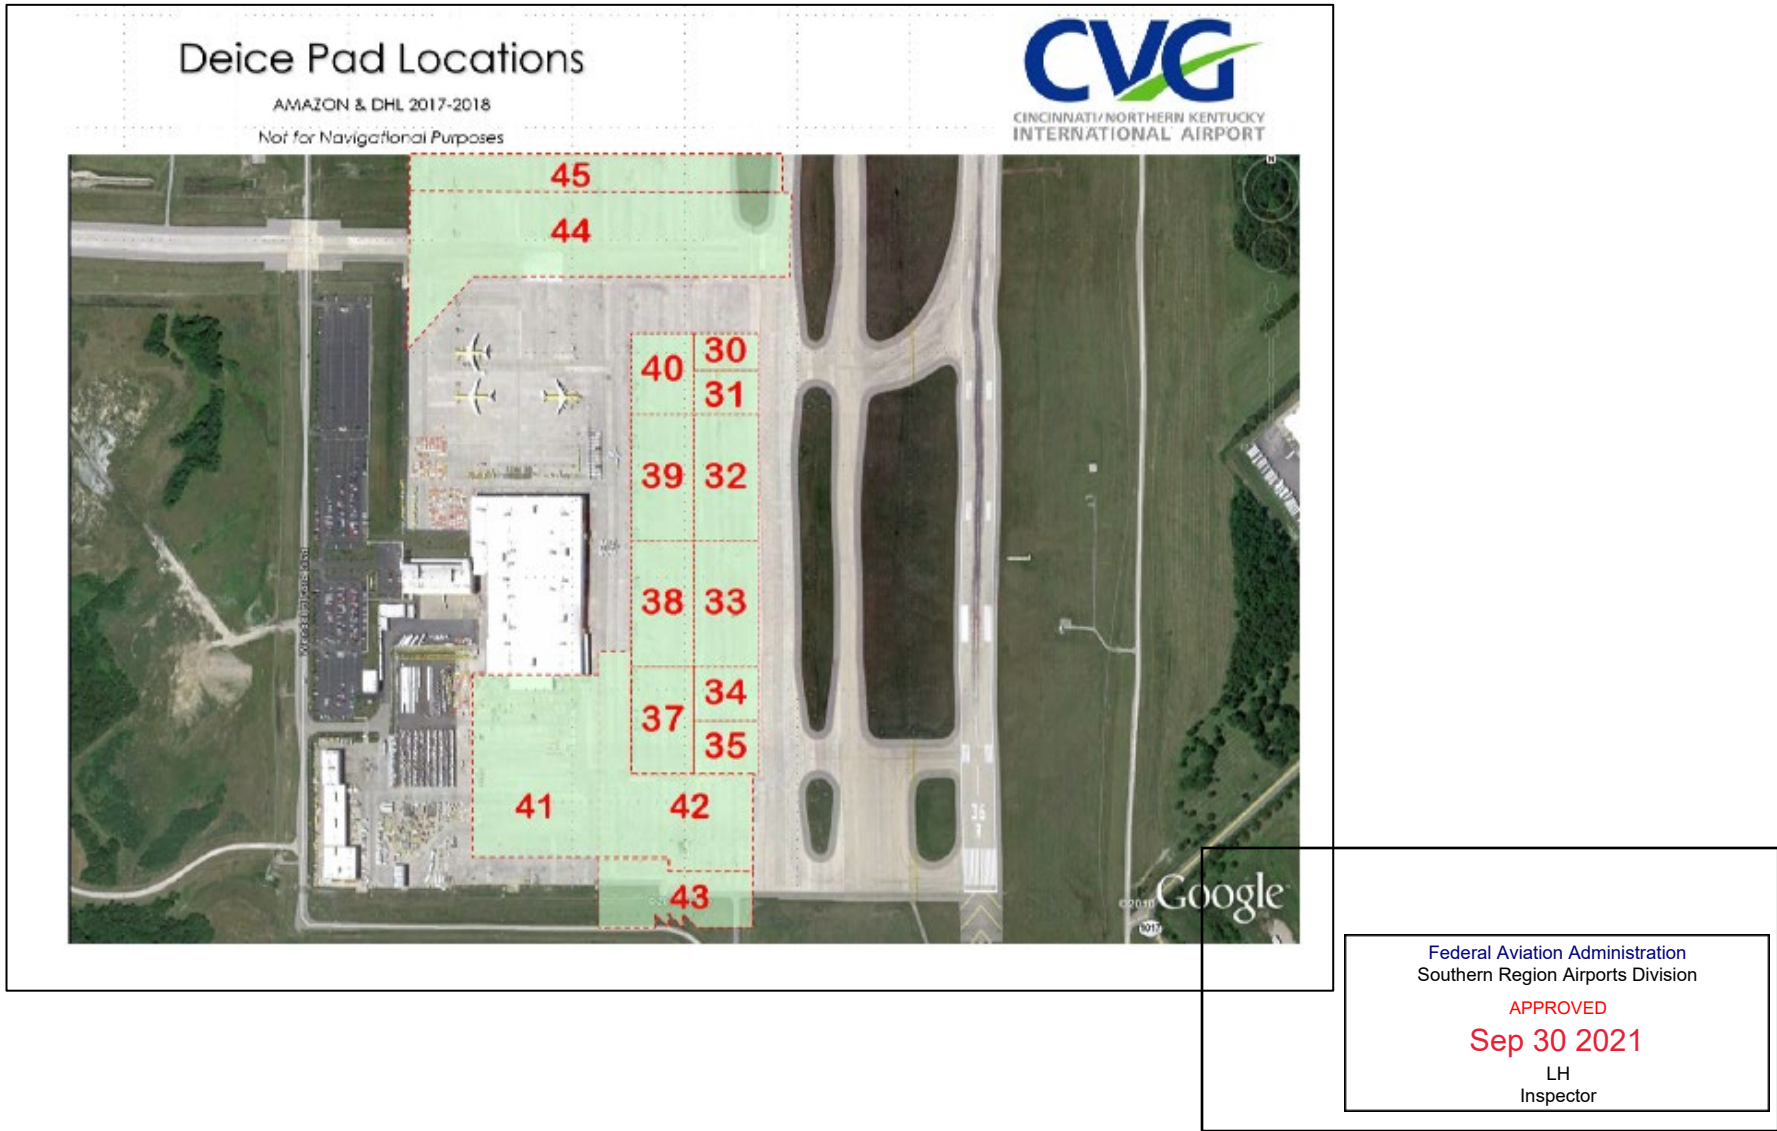 Deice Pad Locations
AMAZON & DHL 2017-2018
Not for Navigational Purposes
CVG
CINCINNATI/NORTHERN KENTUCKY
INTERNATIONAL AIRPORT
N
45
44
40
30
31
39
32
38
33
34
37
35
41
42
36
43
©2010 Google
Federal Aviation Administration
Southern Region Airports Division
APPROVED
Sep 30 2021
LH
Inspector